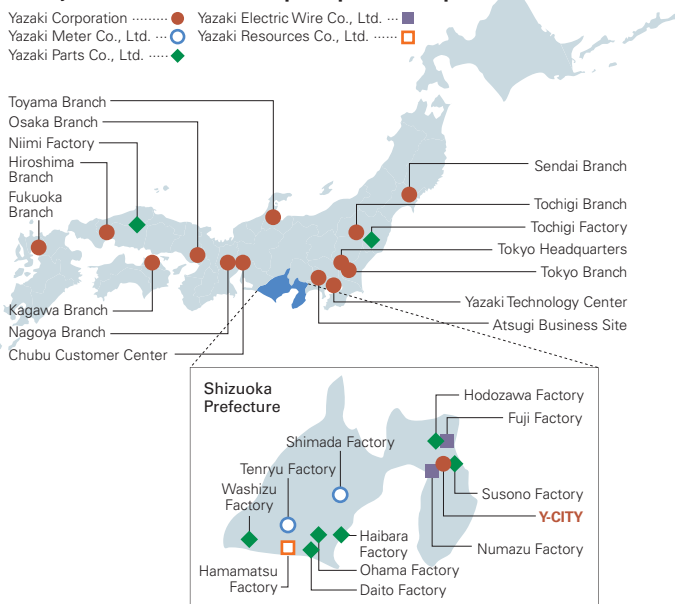 Yazaki Corporation
Yazaki Electric Wire Co., Ltd.
Yazaki Meter Co., Ltd.
Yazaki Resources Co., Ltd.
Yazaki Parts Co., Ltd.
Toyama Branch
Osaka Branch
Niimi Factory
Hiroshima
Branch
Fukuoka
Branch
Kagawa Branch
Nagoya Branch
Chubu Customer Center
Sendai Branch
Tochigi Branch
Tochigi Factory
Tokyo Headquarters
Tokyo Branch
Yazaki Technology Center
Atsugi Business Site
Shizuoka
Prefecture
Hodozawa Factory
Fuji Factory
Shimada Factory
Tenryu Factory
Washizu
Factory
Susono Factory
Y-CITY
Haibara
Factory
Numazu Factory
Ohama Factory
Hamamatsu
Factory
Daito Factory